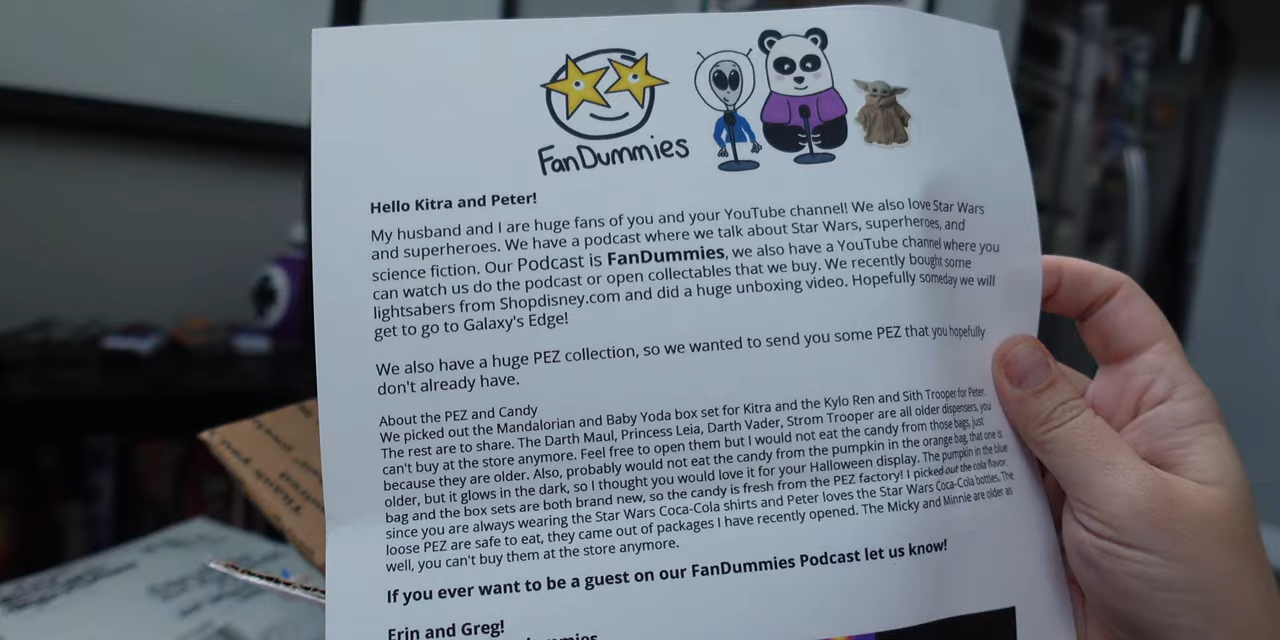 FanDummies
Hello Kitra and Peter!
My husband and I are huge fans of you and your YouTube channel! We also love Star Wars
and superheroes. We have a podcast where we talk about Star Wars, superheroes, and
science fiction. Our Podcast is FanDummies, we also have a YouTube channel where you
can watch us do the podcast or open collectables that we buy. We recently bought some
lightsabers from Shopdisney.com and did a huge unboxing video. Hopefully someday we will
get to go to Galaxy's Edge!
We also have a huge PEZ collection, so we wanted to send you some PEZ that you hopefully
don't already have.
About the PEZ and Candy
We picked out the Mandalorian and Baby Yoda box set for Kitra and the Kylo Ren and Sith Trooper for Peter.
The rest are to share. The Darth Maul, Princess Leia, Darth Vader, Strom Trooper are all older dispensers, you
can't buy at the store anymore. Feel free to open them but I would not eat the candy from those bags, just
because they are older. Also, probably would not eat the candy from the pumpkin in the orange bag, that one is
older, but it glows in the dark, so I thought you would love it for your Halloween display. The pumpkin in the blue
bag and the box sets are both brand new, so the candy is fresh from the PEZ factory! I picked out the cola flavor,
since you are always wearing the Star Wars Coca-Cola shirts and Peter loves the Star Wars Coca-Cola bottles. The
loose PEZ are safe to eat, they came out of packages I have recently opened. The Micky and Minnie are older as
well, you can't buy them at the store anymore.
If you ever want to be a guest on our FanDummies Podcast let us know!
Erin and Greg!